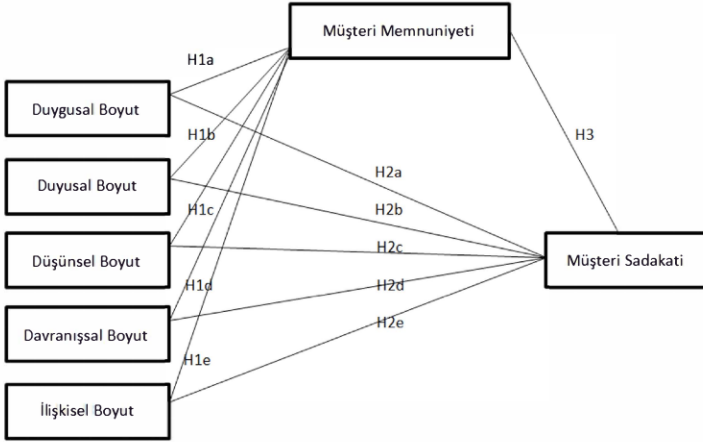 Müşteri Memnuniyeti
H1a
Duygusal Boyut
H1b
H3
Duyusal Boyut
H2a
H1c
H2b
Düşünsel Boyut
H2c
Müşteri Sadakati
H1d
H2d
Davranışsal Boyut
H2e
H1e
İlişkisel Boyut